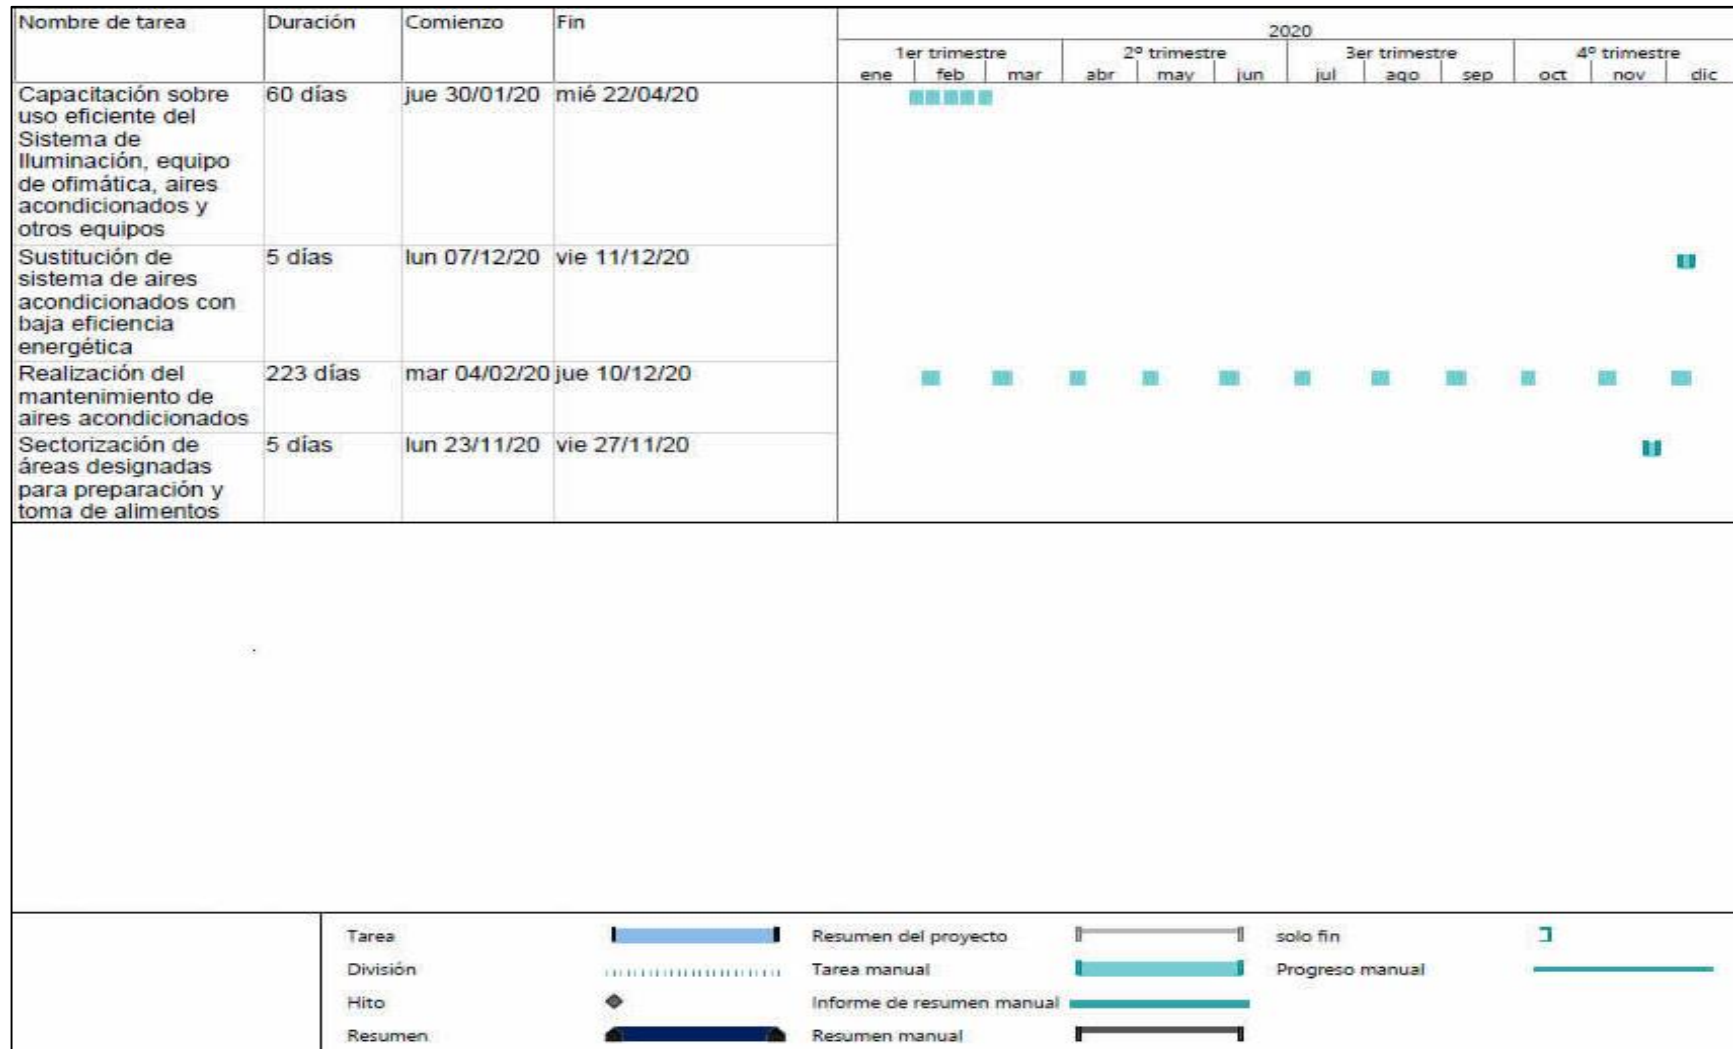 Nombre de tarea Duración Comienzo Fin
2020
1er trimestre 2º trimestre 3er trimestre 4º trimestre
ene feb mar abr may jun jul ago sep oct nov dic
Capacitación sobre 60 días jue 30/01/20 mié 22/04/20
uso eficiente del
Sistema de
Iluminación, equipo
de ofimática, aires
acondicionados y
otros equipos
Sustitución de 5 días lun 07/12/20 vie 11/12/20
sistema de aires
acondicionados con
baja eficiencia
energética
Realización del 223 días mar 04/02/20 jue 10/12/20
mantenimiento de
aires acondicionados
Sectorización de 5 días lun 23/11/20 vie 27/11/20
áreas designadas
para preparación y
toma de alimentos
Tarea Resumen del proyecto solo fin
División Tarea manual Progreso manual
Hito Informe de resumen manual
Resumen Resumen manual